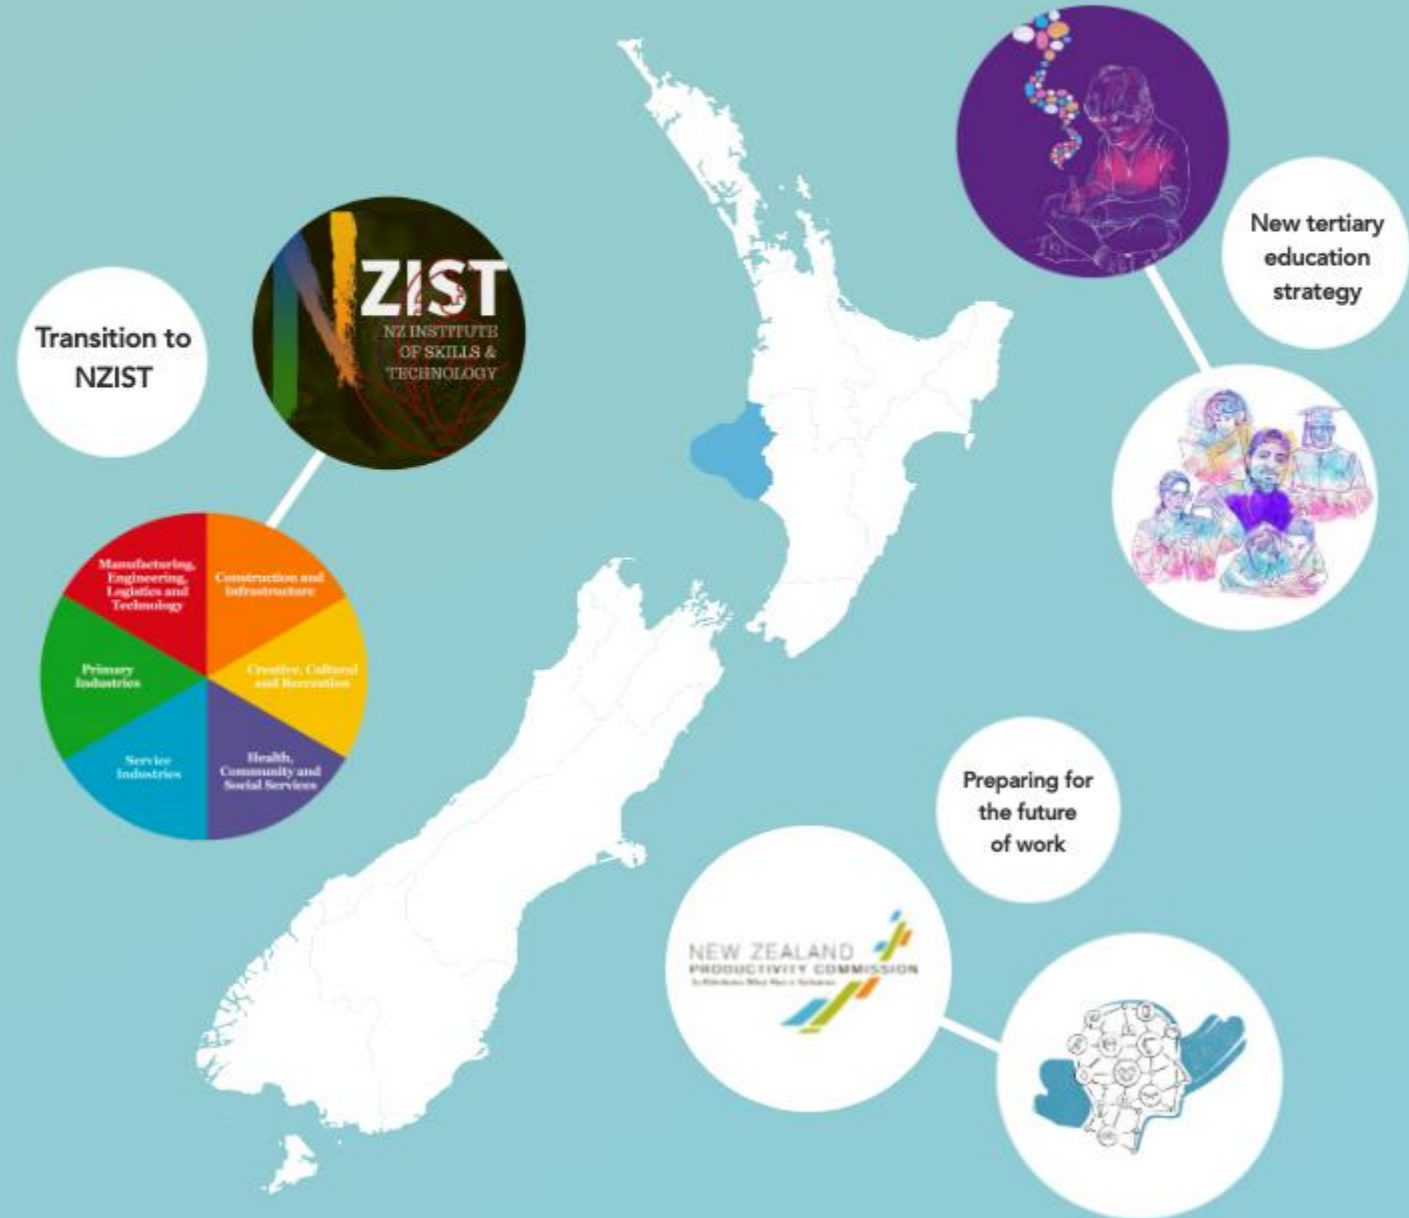 Transition to
NZIST
ZIST
NZ INSTITUTE
OF SKILLS &
TECHNOLOGY
Manufacturing,
Engineering,
Logistics and
Technology
Construction and
Infrastructure
Primary
Industries
Creative, Cultural
and Recreation
Service
Industries
Health,
Community and
Social Services
New tertiary
education
strategy
Preparing for
the future
of work
NEW ZEALAND
PRODUCTIVITY COMMISSION